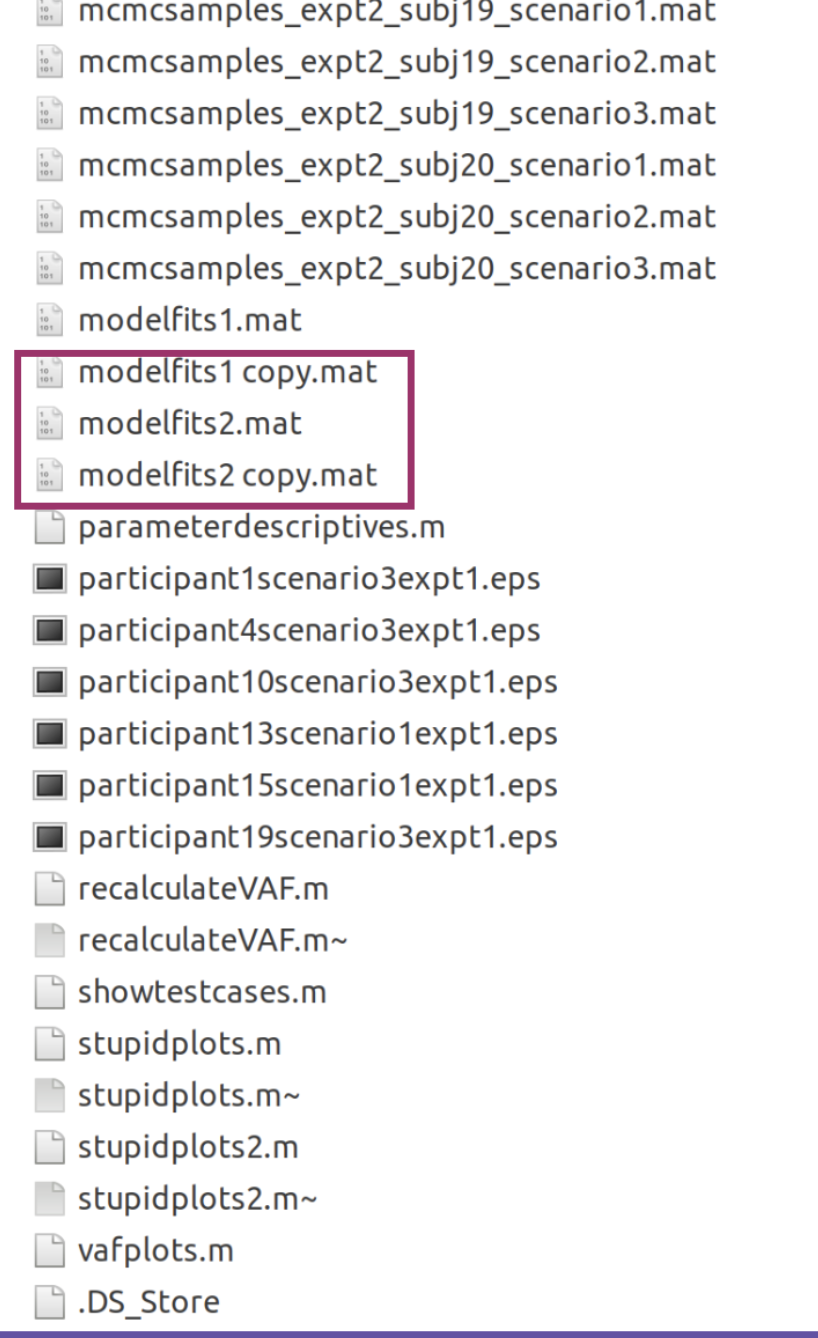 mcmcsamples_expt2_subj19_scenario1.mat
mcmcsamples_expt2_subj19_scenario2.mat
mcmcsamples_expt2_subj19_scenario3.mat
mcmcsamples_expt2_subj20_scenario1.mat
mcmcsamples_expt2_subj20_scenario2.mat
mcmcsamples_expt2_subj20_scenario3.mat
modelfits1.mat
modelfits1 copy.mat
modelfits2.mat
modelfits2 copy.mat
parameterdescriptives.m
participant1scenario3expt1.eps
participant4scenario3expt1.eps
participant10scenario3expt1.eps
participant13scenario1expt1.eps
participant15scenario1expt1.eps
participant19scenario3expt1.eps
recalculateVAF.m
recalculateVAF.m~
showtestcases.m
stupidplots.m
stupidplots.m~
stupidplots2.m
stupidplots2.m~
vafplots.m
.DS_Store